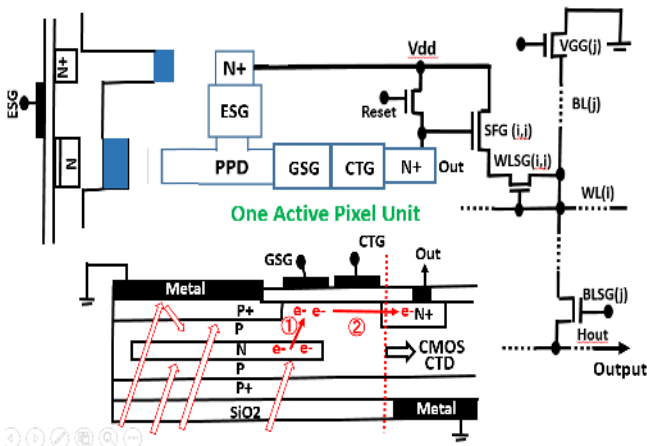 ESG
N+
N
N+
ESG
PPD
GSG
CTG
N+
Out
Vdd
Reset
SFG (i,j)
WLSG(i,j)
VGG(j)
BL(j)
WL(i)
BLSG(j)
Hout
Output
One Active Pixel Unit
GSG
CTG
Out
Metal
P+
P
N
P
P+
SiO2
① e- e- ② e- N+
e- e-
CMOS
CTD
Metal